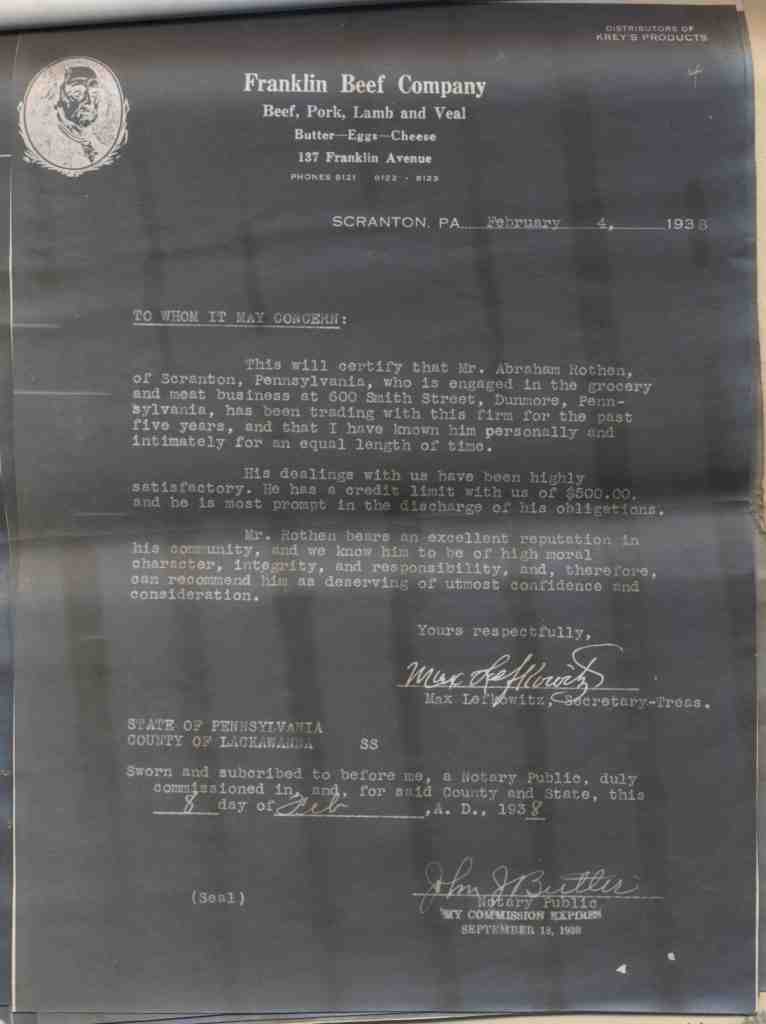 DISTRIBUTORS OF
KREY'S PRODUCTS
4
Franklin Beef Company
Beef, Pork, Lamb and Veal
Butter—Eggs—Cheese
137 Franklin Avenue
PHONES 8121 8122 - 8123
SCRANTON, PA. February 4, 1938
TO WHOM IT MAY CONCERN:
This will certify that Mr. Abraham Rothen,
of Scranton, Pennsylvania, who is engaged in the grocery
and meat business at 600 Smith Street, Dunmore, Penn-
sylvania, has been trading with this firm for the past
five years, and that I have known him personally and
intimately for an equal length of time.
His dealings with us have been highly
satisfactory. He has a credit limit with us of $500.00.
and he is most prompt in the discharge of his obligations.
Mr. Rothen bears an excellent reputation in
his community, and we know him to be of high moral
character, integrity, and responsibility, and, therefore,
can recommend him as deserving of utmost confidence and
consideration.
Yours respectfully,
Max Lefkowitz
Max Lefkowitz, Secretary-Treas.
STATE OF PENNSYLVANIA
COUNTY OF LACKAWANNA SS
Sworn and subcribed to before me, a Notary Public, duly
commissioned in, and, for said County and State, this
8 day of Feb ,A. D., 1938
John J Butler
(Seal)
Notary Public
MY COMMISSION EXPIRES
SEPTEMBER 18, 1938